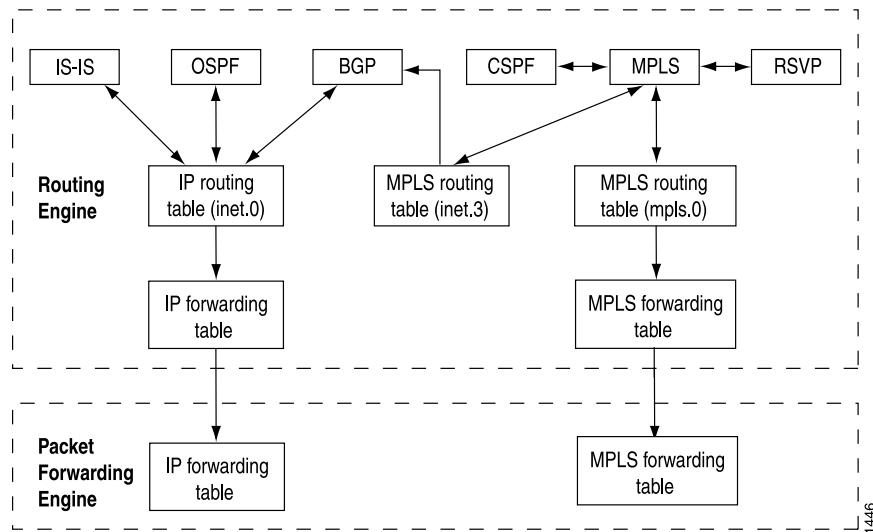 IS-IS
OSPF
BGP
CSPF
MPLS
RSVP
Routing
Engine
IP routing
table (inet.0)
MPLS routing
table (inet.3)
MPLS routing
table (mpls.0)
IP forwarding
table
MPLS forwarding
table
Packet
Forwarding
Engine
IP forwarding
table
MPLS forwarding
table
1446